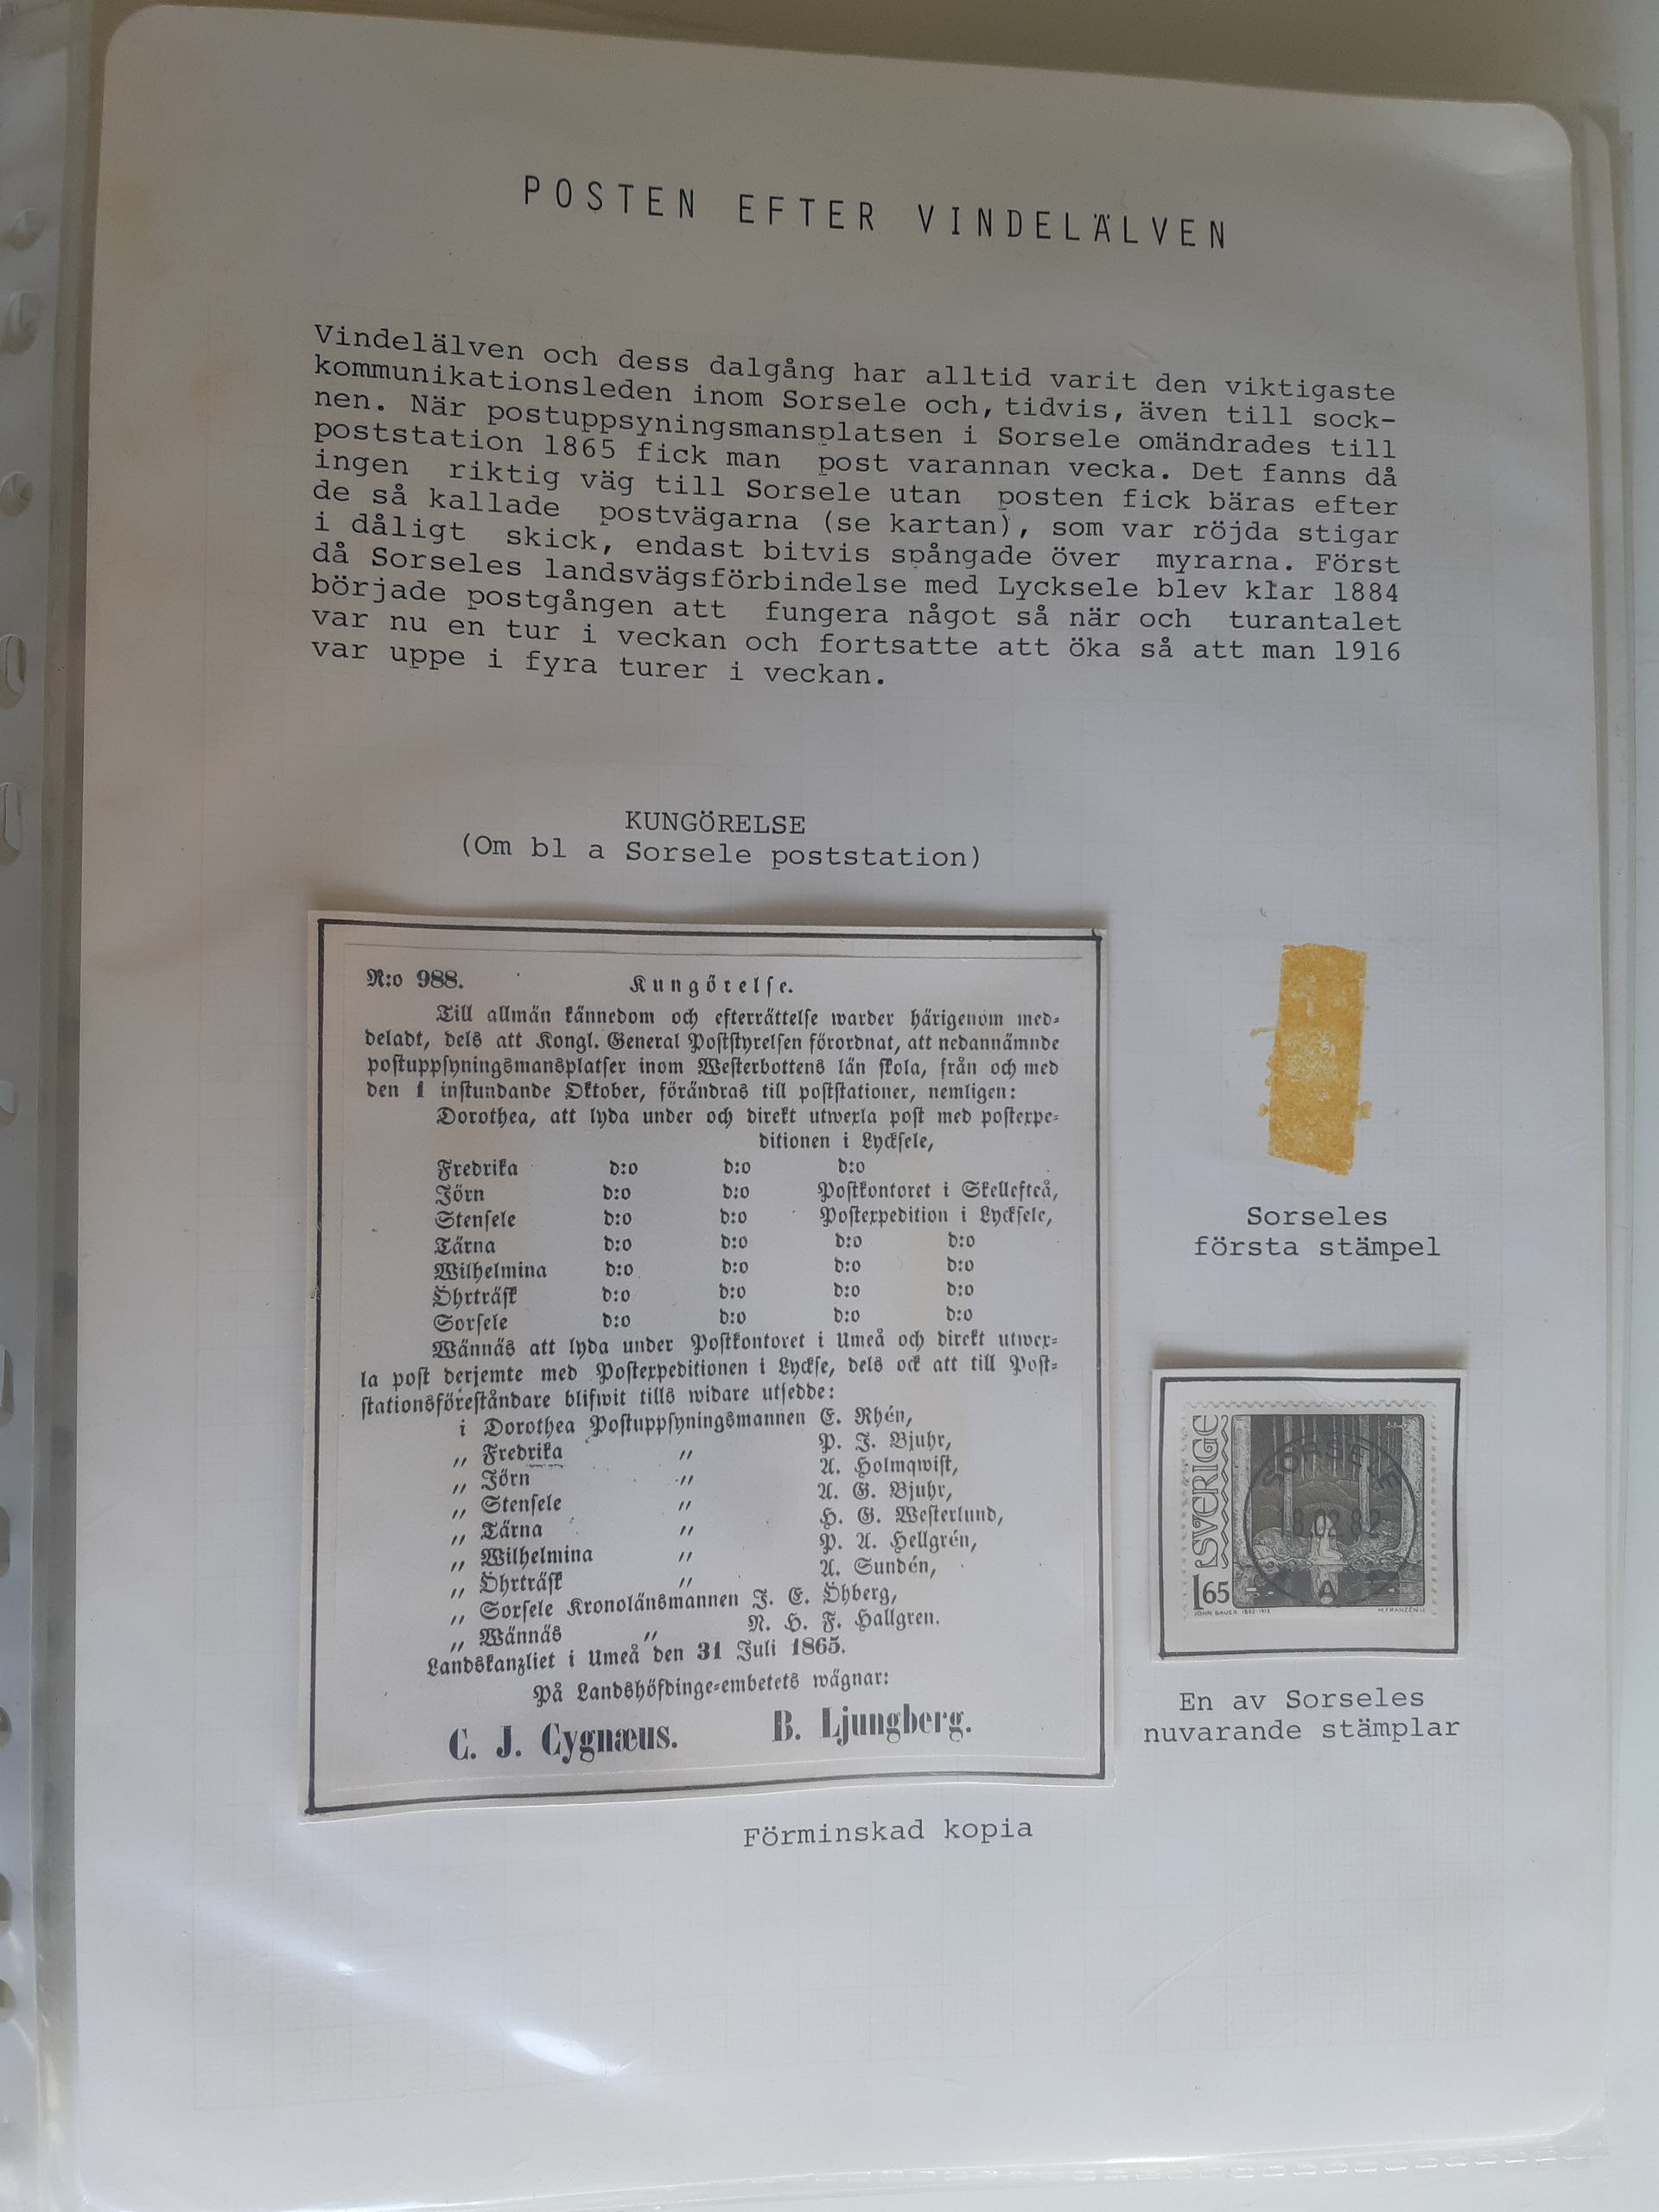 POSTEN EFTER VINDELÄLVEN
Vindelälven och dess dalgång har alltid varit den viktigaste
kommunikationsleden inom Sorsele och, tidvis, även till sock-
nen. När postuppsyningsmansplatsen i Sorsele omändrades till
poststation 1865 fick man post varannan vecka. Det fanns då
ingen riktig väg till Sorsele utan posten fick bäras efter
de så kallade postvägarna (se kartan), som var röjda stigar
i dåligt skick, endast bitvis spångade över myrarna. Först
då Sorseles landsvägsförbindelse med Lycksele blev klar 1884
började postgången att fungera något så när och turantalet
var nu en tur i veckan och fortsatte att öka så att man 1916
var uppe i fyra turer i veckan.
KUNGÖRELSE
(Om bl a Sorsele poststation)
N:o 988. Kungörelse.
Till allmän kännedom och efterrättelse warder härigenom med-
deladt, dels att Kongl. General Poststyrelsen förordnat, att nedannämnde
postuppsyningsmansplatser inom Westerbottens län skola, från och med
den 1 instundande Oktober, förändras till poststationer, nemligen:
Dorothea, att lyda under och direkt utwexla post med postexpe-
ditionen i Lycksele,
Fredrika d:o d:o d:o
Jörn d:o d:o Postkontoret i Skellefteå,
Stensele d:o d:o Postexpedition i Lycksele,
Tärna d:o d:o d:o d:o
Wilhelmina d:o d:o d:o d:o
Öhrträsk d:o d:o d:o d:o
Sorsele d:o d:o d:o d:o
Wännäs att lyda under Postkontoret i Umeå och direkt utwex-
la post derjemte med Postexpeditionen i Lyckse, dels ock att till Post-
stationsföreståndare blifwit tills widare utsedde:
i Dorothea Postuppsyningsmannen E. Rhén,
„ Fredrika „ P. J. Bjuhr,
„ Jörn „ A. Holmqwist,
„ Stensele „ A. G. Bjuhr,
„ Tärna „ H. G. Westerlund,
„ Wilhelmina „ P. A. Hellgrén,
„ Öhrträsk „ A. Sundén,
„ Sorsele Kronolänsmannen J. E. Öhberg,
„ Wännäs „ N. H. F. Hallgren.
Landskanzliet i Umeå den 31 Juli 1865.
På Landshöfdinge-embetets wägnar:
C. J. Cygnæus. B. Ljungberg.
Förminskad kopia
Sorseles
första stämpel
SVERIGE
SORSELE
18.02.82
A
165
JOHN BAUER 1882-1918 M. FRANZÉN SC
En av Sorseles
nuvarande stämplar